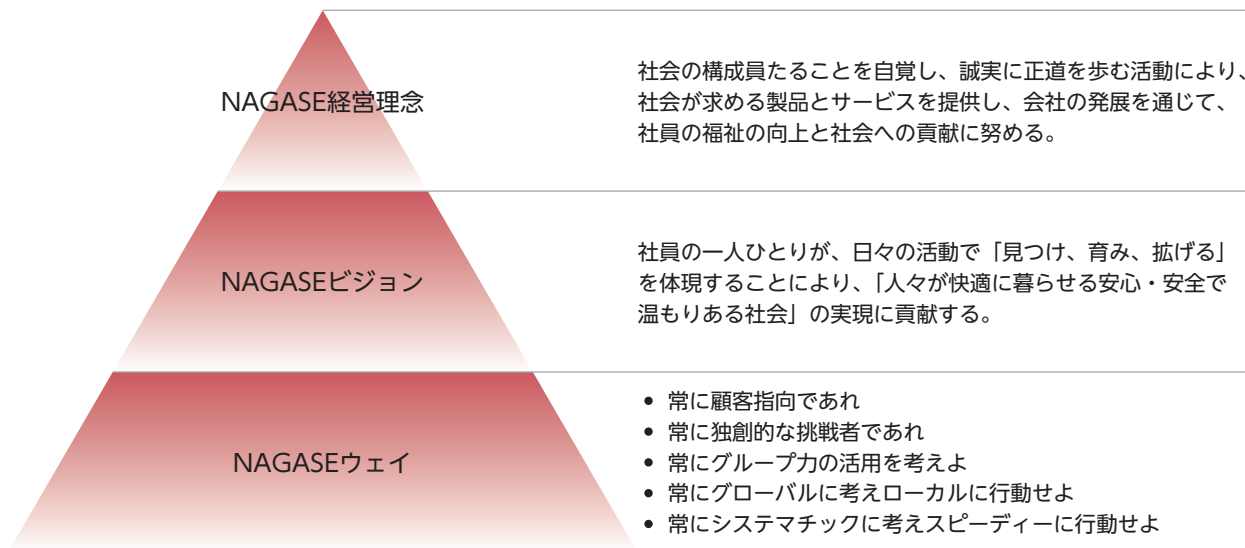 NAGASE経営理念
社会の構成員たることを自覚し、誠実に正道を歩む活動により、
社会が求める製品とサービスを提供し、会社の発展を通じて、
社員の福祉の向上と社会への貢献に努める。
NAGASEビジョン
社員の一人ひとりが、日々の活動で「見つけ、育み、拡げる」
を体現することにより、「人々が快適に暮らせる安心・安全で
温もりある社会」の実現に貢献する。
NAGASEウェイ
• 常に顧客指向であれ
• 常に独創的な挑戦者であれ
• 常にグループ力の活用を考えよ
• 常にグローバルに考えローカルに行動せよ
• 常にシステマチックに考えスピーディーに行動せよ